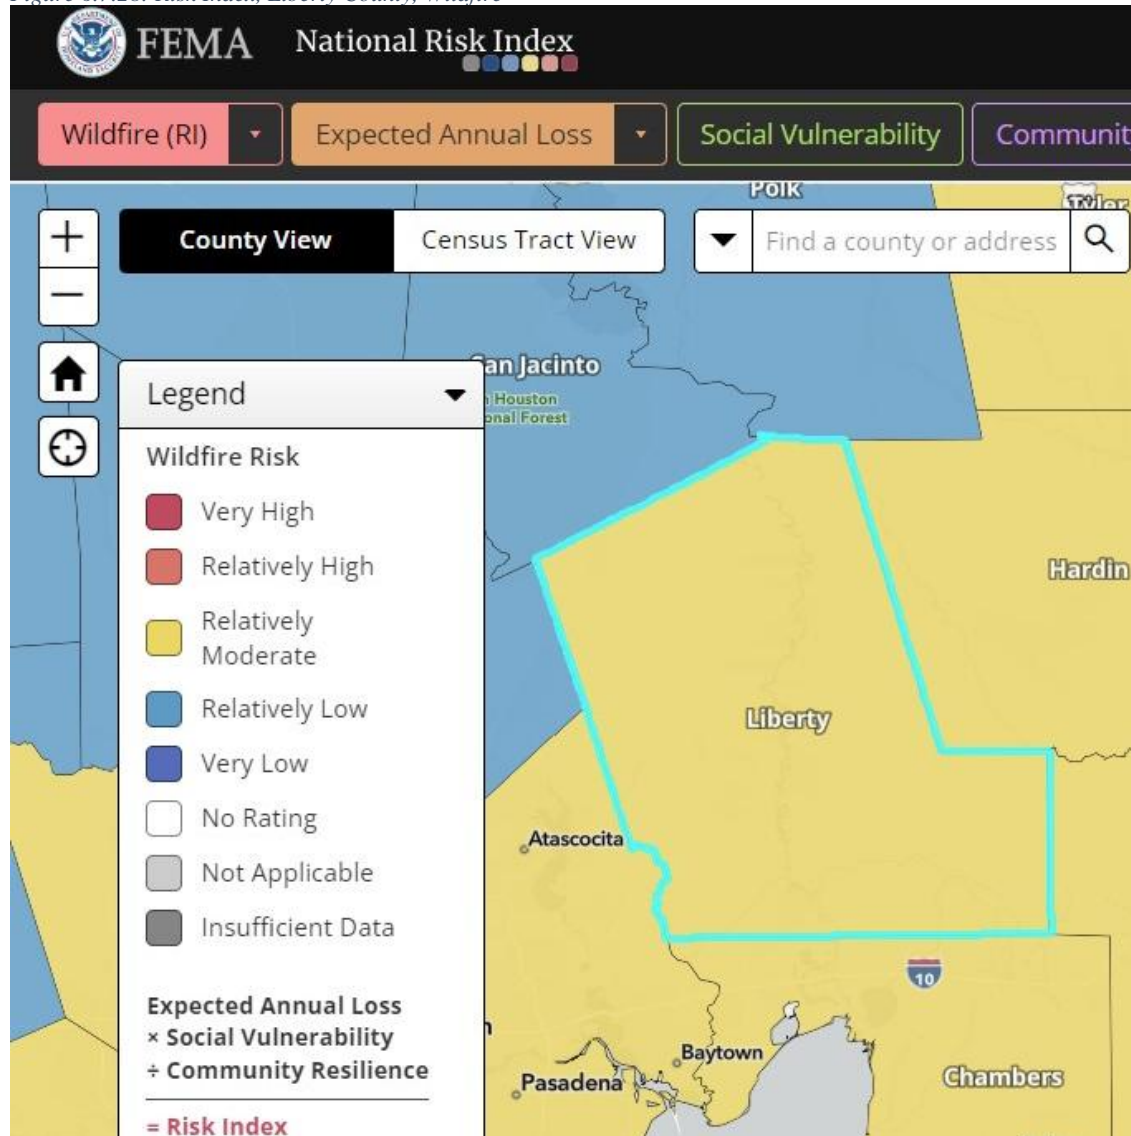 FEMA National Risk Index
Wildfire (RI) Expected Annual Loss Social Vulnerability
Polk
Tyler
+ County View Census Tract View Find a county or address
−
San Jacinto
Houston
Forest
Legend
Wildfire Risk
Very High
Relatively High
Hardin
Relatively
Moderate
Relatively Low
Liberty
Very Low
No Rating
Atascocita
Not Applicable
Insufficient Data
10
Expected Annual Loss
× Social Vulnerability
÷ Community Resilience
Baytown
Pasadena
Chambers
= Risk Index